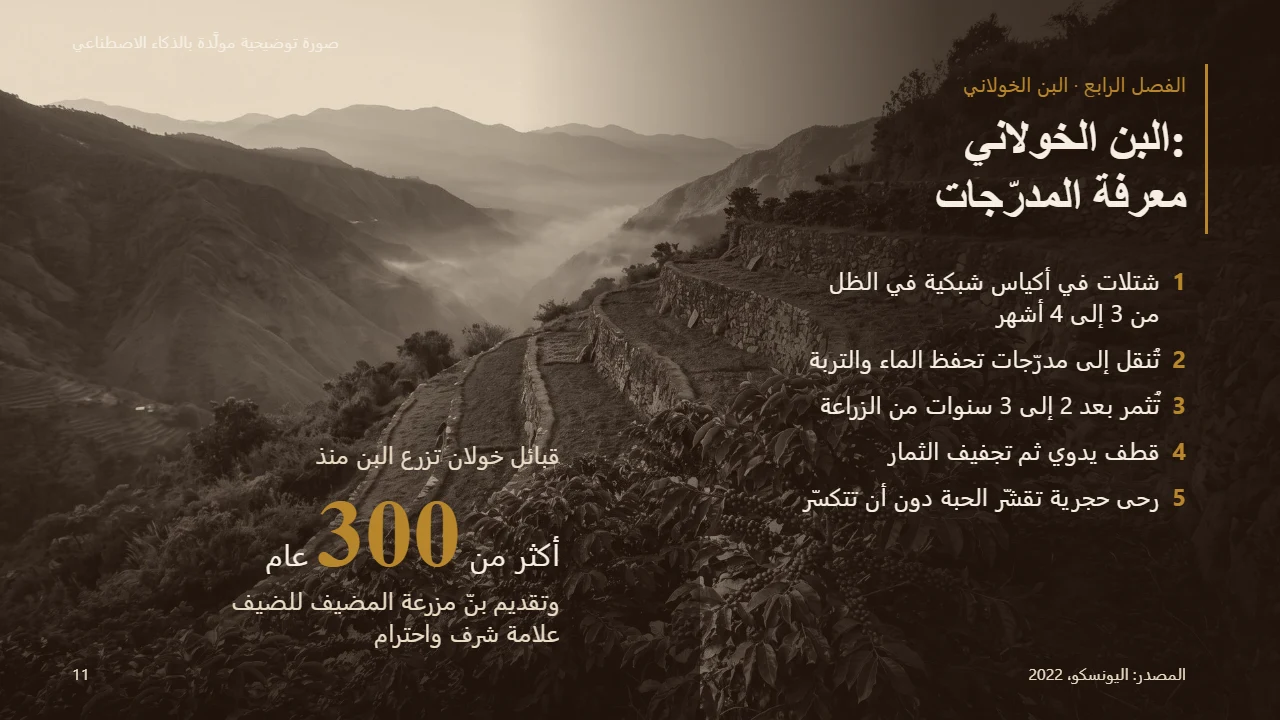 صورة توضيحية مولَّدة بالذكاء الاصطناعي
الفصل الرابع · البن الخولاني
:البن الخولاني
معرفة المدرّجات
1 شتلات في أكياس شبكية في الظل
من 3 إلى 4 أشهر
2 تُنقل إلى مدرّجات تحفظ الماء والتربة
3 تُثمر بعد 2 إلى 3 سنوات من الزراعة
4 قطف يدوي ثم تجفيف الثمار
5 رحى حجرية تقشّر الحبة دون أن تتكسّر
قبائل خولان تزرع البن منذ
أكثر من 300 عام
وتقديم بنّ مزرعة المضيف للضيف
علامة شرف واحترام
المصدر: اليونسكو، 2022
11